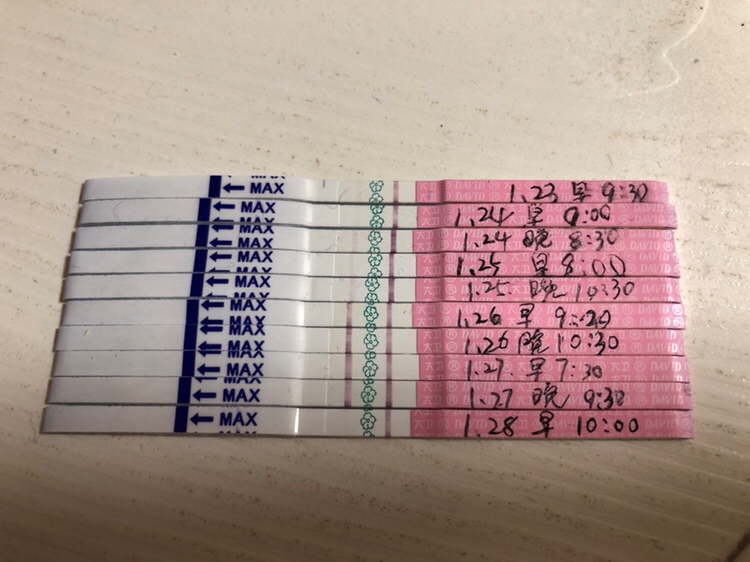 MAX 1.23 早 9:30
MAX 1.24 早 9:00
MAX 1.24 晚 8:30
MAX 1.25 早 8:00
MAX 1.25 晚 10:30
MAX 1.26 早 9:20
MAX 1.26 晚 10:30
MAX 1.27 早 7:30
MAX 1.27 晚 9:30
MAX 1.28 早 10:00